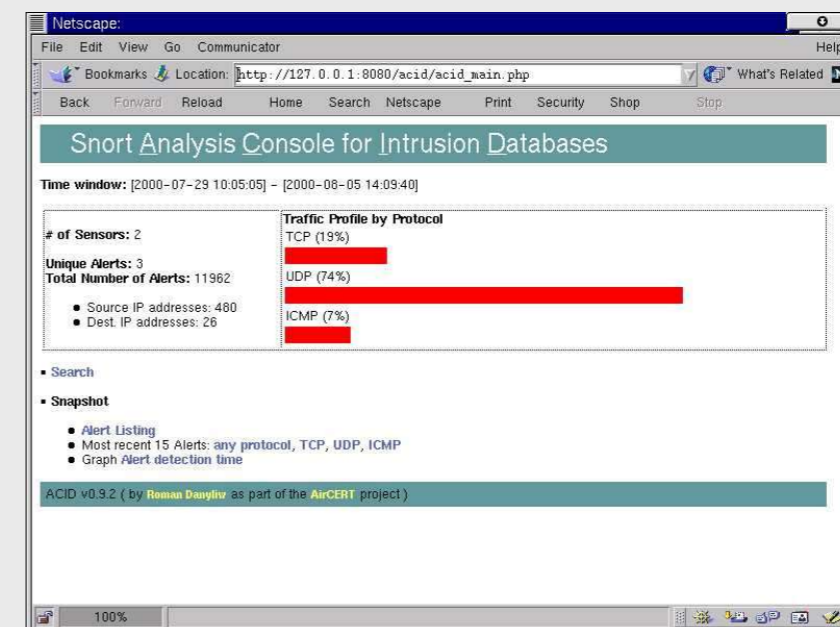 Netscape:
File Edit View Go Communicator Help
Bookmarks Location: http://127.0.0.1:8080/acid/acid_main.php What's Related
Back Forward Reload Home Search Netscape Print Security Shop Stop
Snort Analysis Console for Intrusion Databases
Time window: [2000-07-29 10:05:05] - [2000-08-05 14:09:40]
# of Sensors: 2
Unique Alerts: 3
Total Number of Alerts: 11962
• Source IP addresses: 480
• Dest. IP addresses: 26
Traffic Profile by Protocol
TCP (19%)
UDP (74%)
ICMP (7%)
• Search
• Snapshot
• Alert Listing
• Most recent 15 Alerts: any protocol, TCP, UDP, ICMP
• Graph Alert detection time
ACID v0.9.2 ( by Roman Danyliw as part of the AirCERT project )
100%